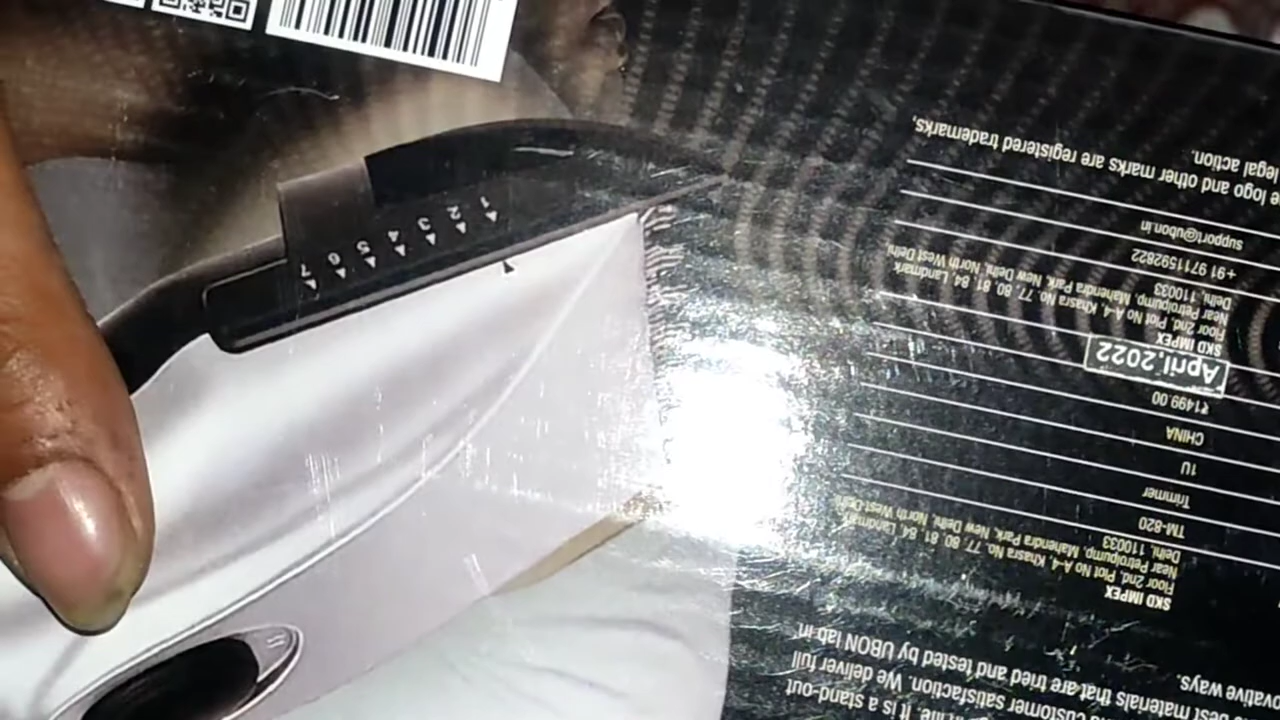 life. It is a stand-out
customer satisfaction. We deliver full
best materials that are tried and tested by UBON lab in
ovative ways.
SKD IMPEX
Floor 2nd, Plot No A-4, Khasra No. 77, 80, 81, 84, Landmark
Near Petrolpump, Mahendra Park, New Delhi, North West Delhi
Delhi, 110033
TM-820
Trimmer
1U
CHINA
₹1499.00
April,2022
SKD IMPEX
Floor 2nd, Plot No A-4, Khasra No. 77, 80, 81, 84, Landmark
Near Petrolpump, Mahendra Park, New Delhi, North West Delhi
Delhi, 110033
+91 9711592822
support@ubon.in
logo and other marks are registered trademarks,
legal action.
1 2 3 4 5 6 7